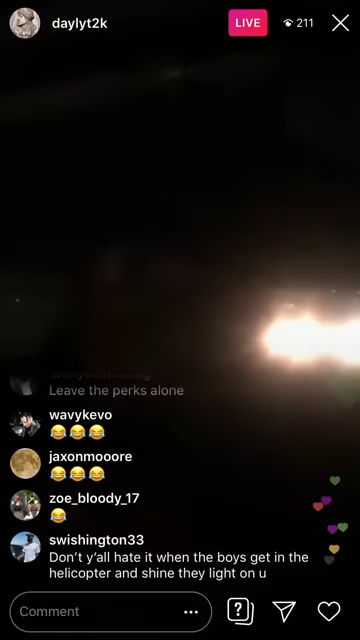 daylyt2k
LIVE
211
Leave the perks alone
wavykevo
😂😂😂
jaxonmooore
😂😂😂
zoe_bloody_17
😂
swishington33
Don't y'all hate it when the boys get in the
helicopter and shine they light on u
Comment